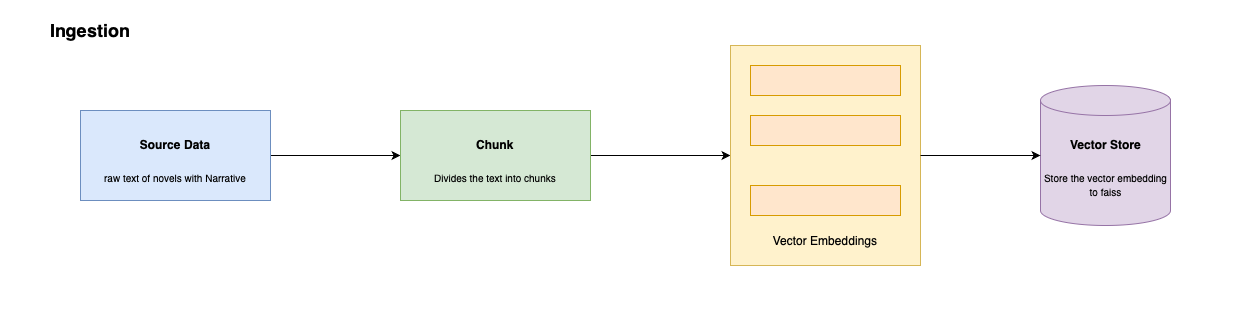 Ingestion
Source Data
raw text of novels with Narrative
Chunk
Divides the text into chunks
Vector Embeddings
Vector Store
Store the vector embedding
to faiss